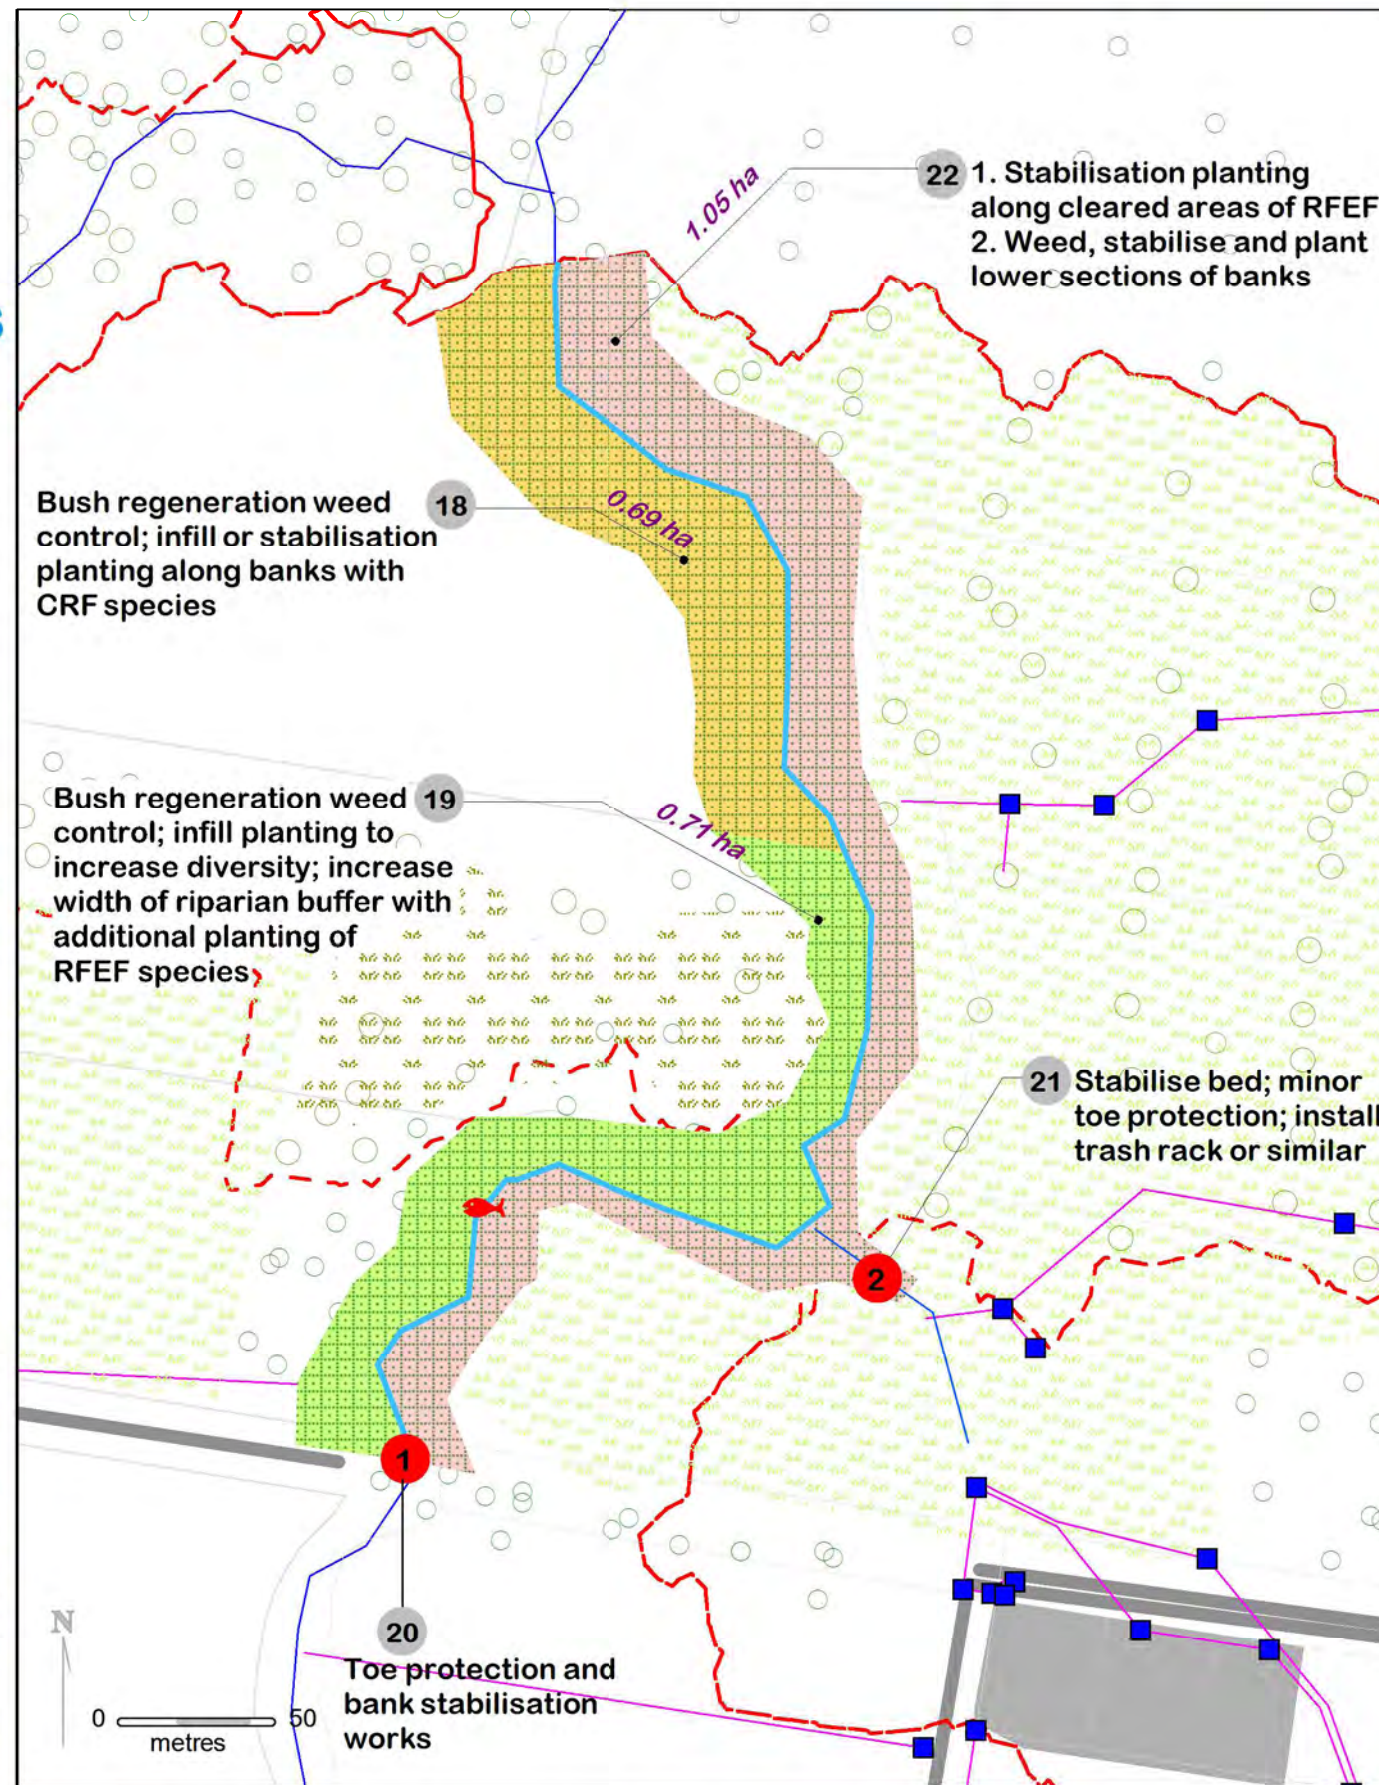 1.05 ha
22
1. Stabilisation planting
along cleared areas of RFEF
2. Weed, stabilise and plant
lower sections of banks
Bush regeneration weed
control; infill or stabilisation
planting along banks with
CRF species
18
0.69 ha
Bush regeneration weed
control; infill planting to
increase diversity; increase
width of riparian buffer with
additional planting of
RFEF species
19
0.71 ha
21
Stabilise bed; minor
toe protection; install
trash rack or similar
2
1
20
Toe protection and
bank stabilisation
works
N
0 50
metres